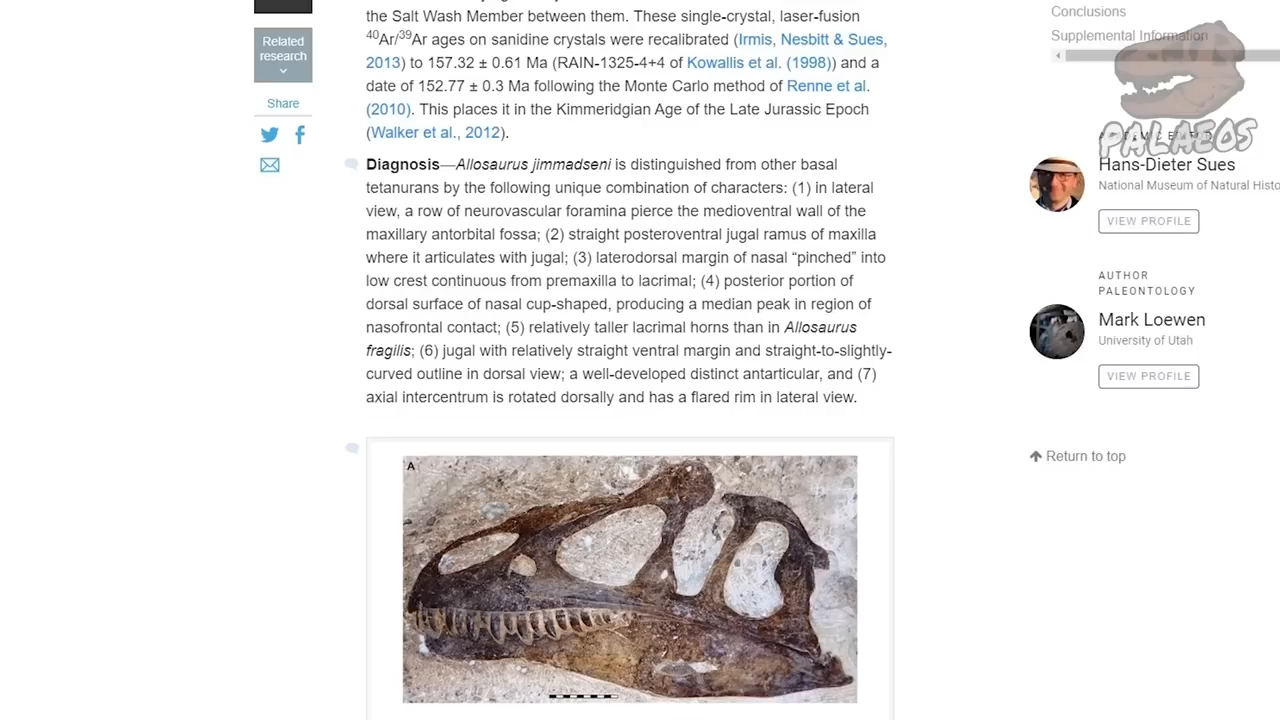 the Salt Wash Member between them. These single-crystal, laser-fusion
40Ar/39Ar ages on sanidine crystals were recalibrated (Irmis, Nesbitt & Sues,
2013) to 157.32 ± 0.61 Ma (RAIN-1325-4+4 of Kowallis et al. (1998)) and a
date of 152.77 ± 0.3 Ma following the Monte Carlo method of Renne et al.
(2010). This places it in the Kimmeridgian Age of the Late Jurassic Epoch
(Walker et al., 2012).
Diagnosis—Allosaurus jimmadseni is distinguished from other basal
tetanurans by the following unique combination of characters: (1) in lateral
view, a row of neurovascular foramina pierce the medioventral wall of the
maxillary antorbital fossa; (2) straight posteroventral jugal ramus of maxilla
where it articulates with jugal; (3) laterodorsal margin of nasal “pinched” into
low crest continuous from premaxilla to lacrimal; (4) posterior portion of
dorsal surface of nasal cup-shaped, producing a median peak in region of
nasofrontal contact; (5) relatively taller lacrimal horns than in Allosaurus
fragilis; (6) jugal with relatively straight ventral margin and straight-to-slightly-
curved outline in dorsal view; a well-developed distinct antarticular, and (7)
axial intercentrum is rotated dorsally and has a flared rim in lateral view.
A
Related
research
Share
Conclusions
Supplemental Information
PALAEOS
Hans-Dieter Sues
National Museum of Natural Histo
VIEW PROFILE
AUTHOR
PALEONTOLOGY
Mark Loewen
University of Utah
VIEW PROFILE
Return to top